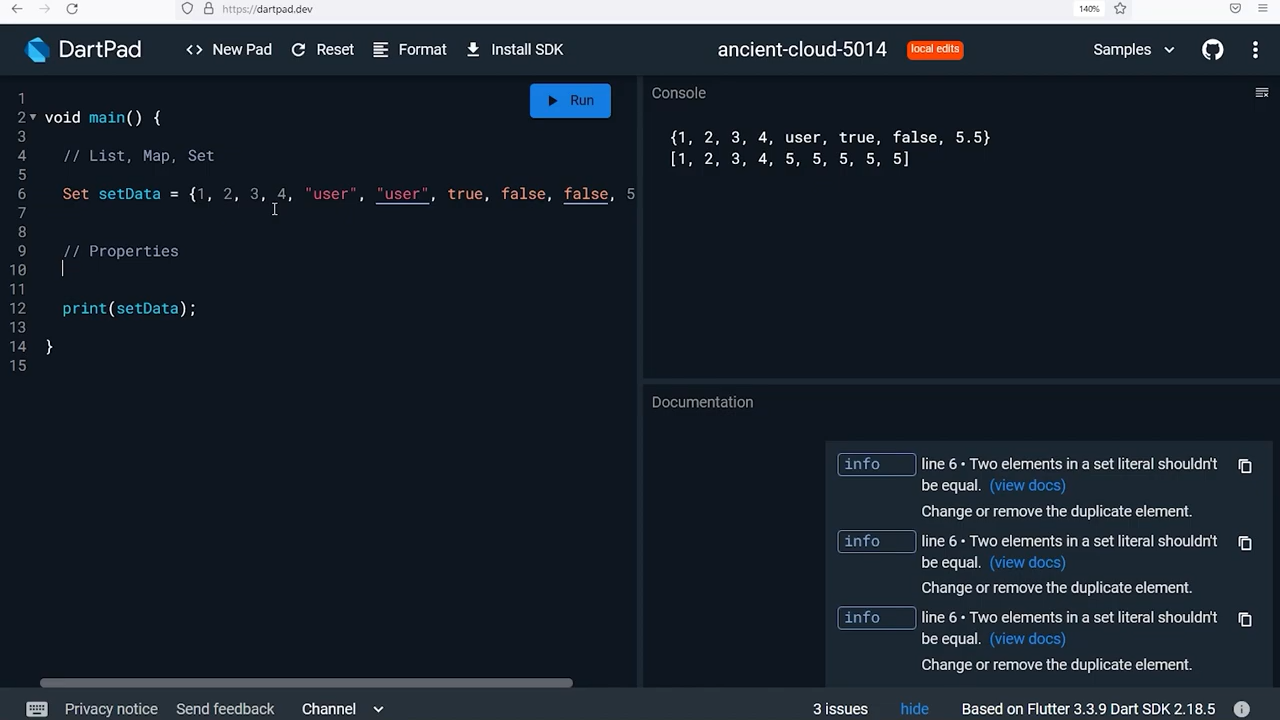 https://dartpad.dev 140%
DartPad <> New Pad Reset Format Install SDK ancient-cloud-5014 local edits Samples
1
2 void main() {
3
4 // List, Map, Set
5
6 Set setData = {1, 2, 3, 4, "user", "user", true, false, false, 5
7
8
9 // Properties
10
11
12 print(setData);
13
14 }
15
Run
Console
{1, 2, 3, 4, user, true, false, 5.5}
[1, 2, 3, 4, 5, 5, 5, 5, 5]
Documentation
info line 6 • Two elements in a set literal shouldn't
be equal. (view docs)
Change or remove the duplicate element.
info line 6 • Two elements in a set literal shouldn't
be equal. (view docs)
Change or remove the duplicate element.
info line 6 • Two elements in a set literal shouldn't
be equal. (view docs)
Change or remove the duplicate element.
Privacy notice Send feedback Channel 3 issues hide Based on Flutter 3.3.9 Dart SDK 2.18.5